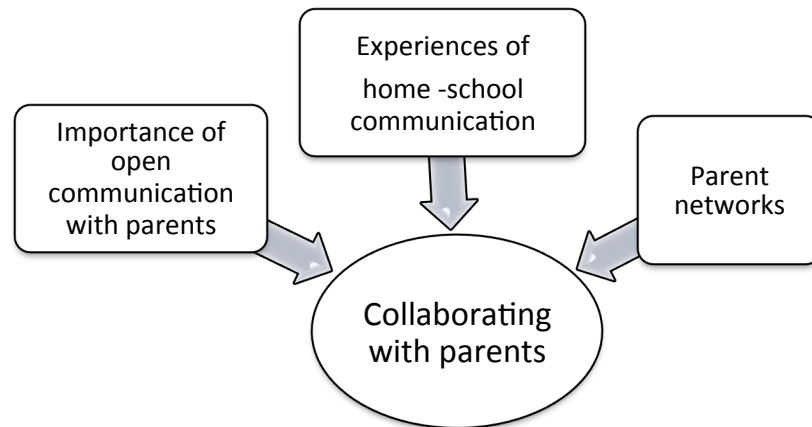 Experiences of
home -school
communication
Importance of
open
communication
with parents
Parent
networks
Collaborating
with parents